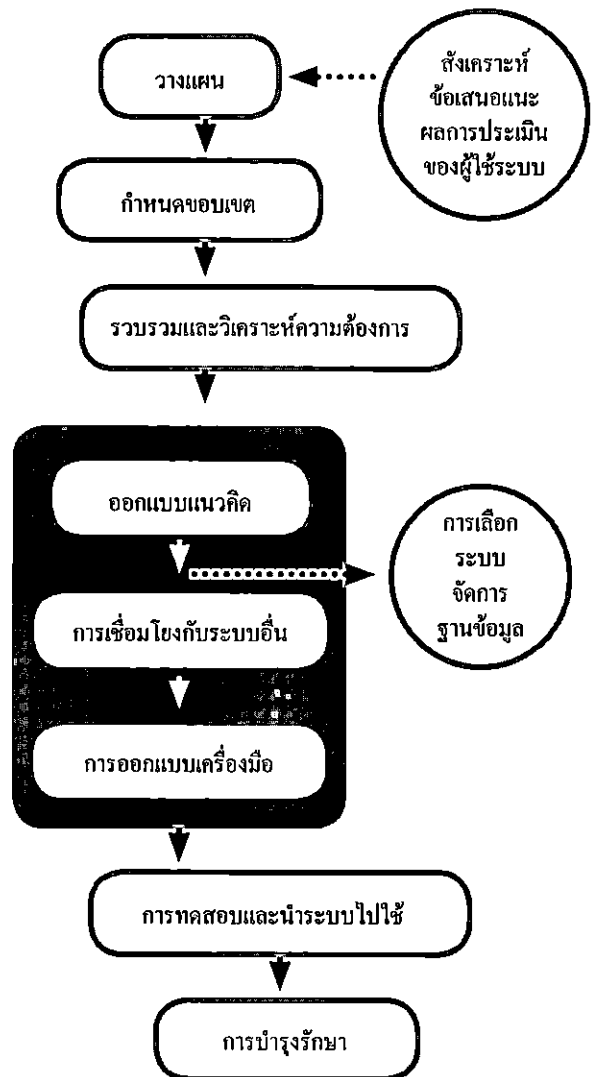 วางแผน
สังเคราะห์
ข้อเสนอแนะ
ผลการประเมิน
ของผู้ใช้ระบบ
กำหนดขอบเขต
รวบรวมและวิเคราะห์ความต้องการ
ออกแบบแนวคิด
การเลือก
ระบบ
จัดการ
ฐานข้อมูล
การเชื่อมโยงกับระบบอื่น
การออกแบบเครื่องมือ
การทดสอบและนำระบบไปใช้
การบำรุงรักษา